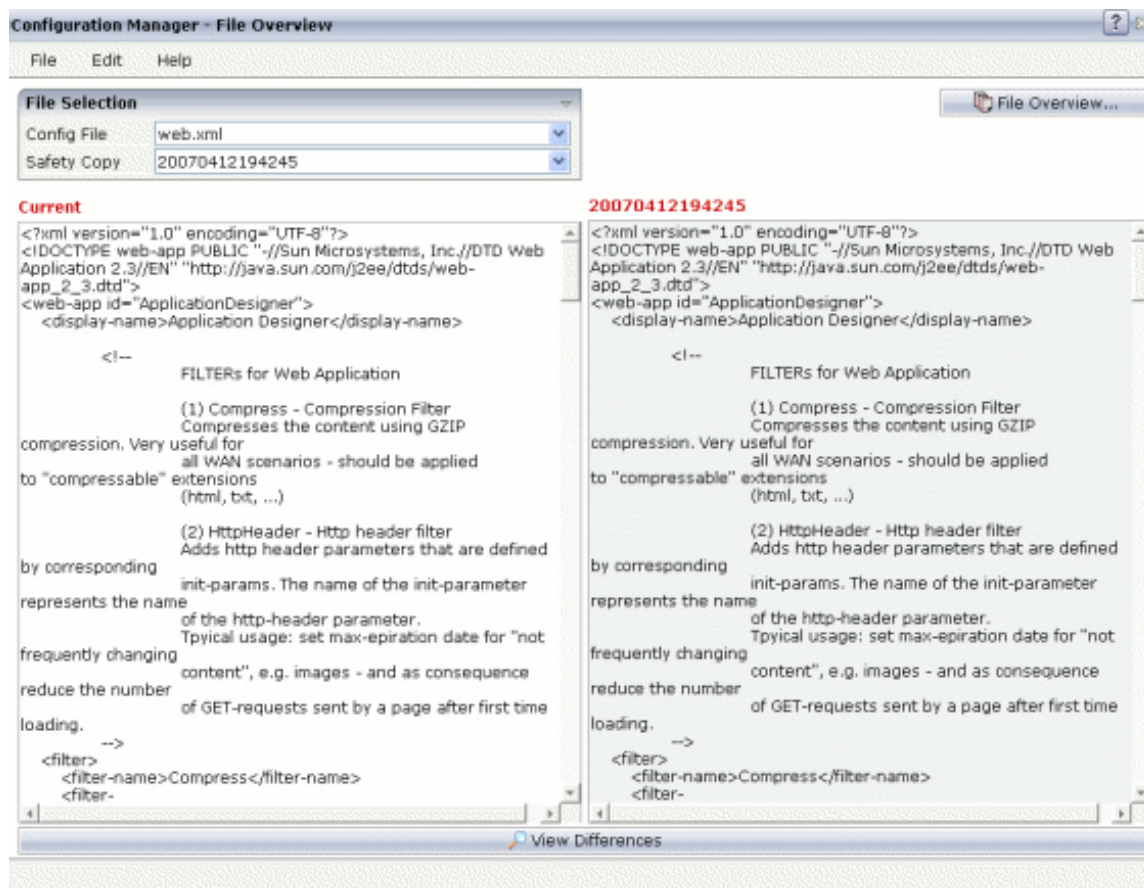 Configuration Manager - File Overview
?
File Edit Help
File Selection
File Overview...
Config File web.xml
Safety Copy 20070412194245
Current
<?xml version="1.0" encoding="UTF-8"?>
<!DOCTYPE web-app PUBLIC "-//Sun Microsystems, Inc.//DTD Web
Application 2.3//EN" "http://java.sun.com/j2ee/dtds/web-
app_2_3.dtd">
<web-app id="ApplicationDesigner">
<display-name>Application Designer</display-name>
<!--
FILTERs for Web Application
(1) Compress - Compression Filter
Compresses the content using GZIP
compression. Very useful for
all WAN scenarios - should be applied
to "compressable" extensions
(html, txt, ...)
(2) HttpHeader - Http header filter
Adds http header parameters that are defined
by corresponding
init-params. The name of the init-parameter
represents the name
of the http-header parameter.
Tpyical usage: set max-epiration date for "not
frequently changing
content", e.g. images - and as consequence
reduce the number
of GET-requests sent by a page after first time
loading.
-->
<filter>
<filter-name>Compress</filter-name>
<filter-
20070412194245
<?xml version="1.0" encoding="UTF-8"?>
<!DOCTYPE web-app PUBLIC "-//Sun Microsystems, Inc.//DTD Web
Application 2.3//EN" "http://java.sun.com/j2ee/dtds/web-
app_2_3.dtd">
<web-app id="ApplicationDesigner">
<display-name>Application Designer</display-name>
<!--
FILTERs for Web Application
(1) Compress - Compression Filter
Compresses the content using GZIP
compression. Very useful for
all WAN scenarios - should be applied
to "compressable" extensions
(html, txt, ...)
(2) HttpHeader - Http header filter
Adds http header parameters that are defined
by corresponding
init-params. The name of the init-parameter
represents the name
of the http-header parameter.
Tpyical usage: set max-epiration date for "not
frequently changing
content", e.g. images - and as consequence
reduce the number
of GET-requests sent by a page after first time
loading.
-->
<filter>
<filter-name>Compress</filter-name>
<filter-
View Differences